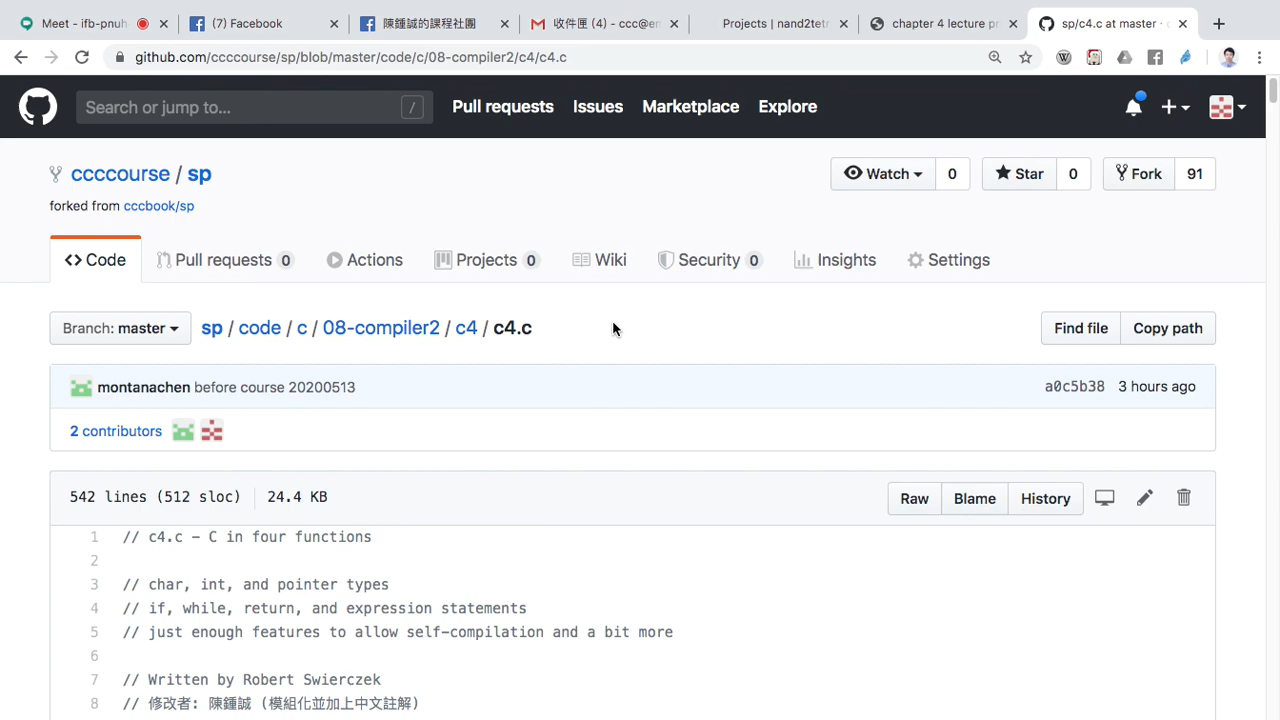 Meet - ifb-pnuh
(7) Facebook
陳鍾誠的課程社團
收件匣 (4) - ccc@en
Projects | nand2tetr
chapter 4 lecture pr
sp/c4.c at master · c
github.com/ccccourse/sp/blob/master/code/c/08-compiler2/c4/c4.c
Search or jump to... /
Pull requests
Issues
Marketplace
Explore
ccccourse / sp
Watch 0
Star 0
Fork 91
forked from cccbook/sp
Code
Pull requests 0
Actions
Projects 0
Wiki
Security 0
Insights
Settings
Branch: master
sp / code / c / 08-compiler2 / c4 / c4.c
Find file
Copy path
montanachen before course 20200513
a0c5b38 3 hours ago
2 contributors
542 lines (512 sloc) 24.4 KB
Raw
Blame
History
1 // c4.c - C in four functions
2
3 // char, int, and pointer types
4 // if, while, return, and expression statements
5 // just enough features to allow self-compilation and a bit more
6
7 // Written by Robert Swierczek
8 // 修改者: 陳鍾誠 (模組化並加上中文註解)